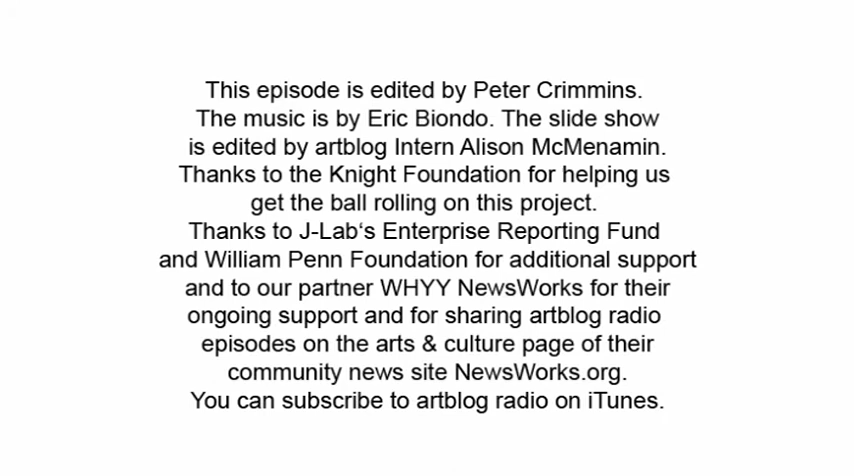 This episode is edited by Peter Crimmins.
The music is by Eric Biondo. The slide show
is edited by artblog Intern Alison McMenamin.
Thanks to the Knight Foundation for helping us
get the ball rolling on this project.
Thanks to J-Lab‘s Enterprise Reporting Fund
and William Penn Foundation for additional support
and to our partner WHYY NewsWorks for their
ongoing support and for sharing artblog radio
episodes on the arts & culture page of their
community news site NewsWorks.org.
You can subscribe to artblog radio on iTunes.